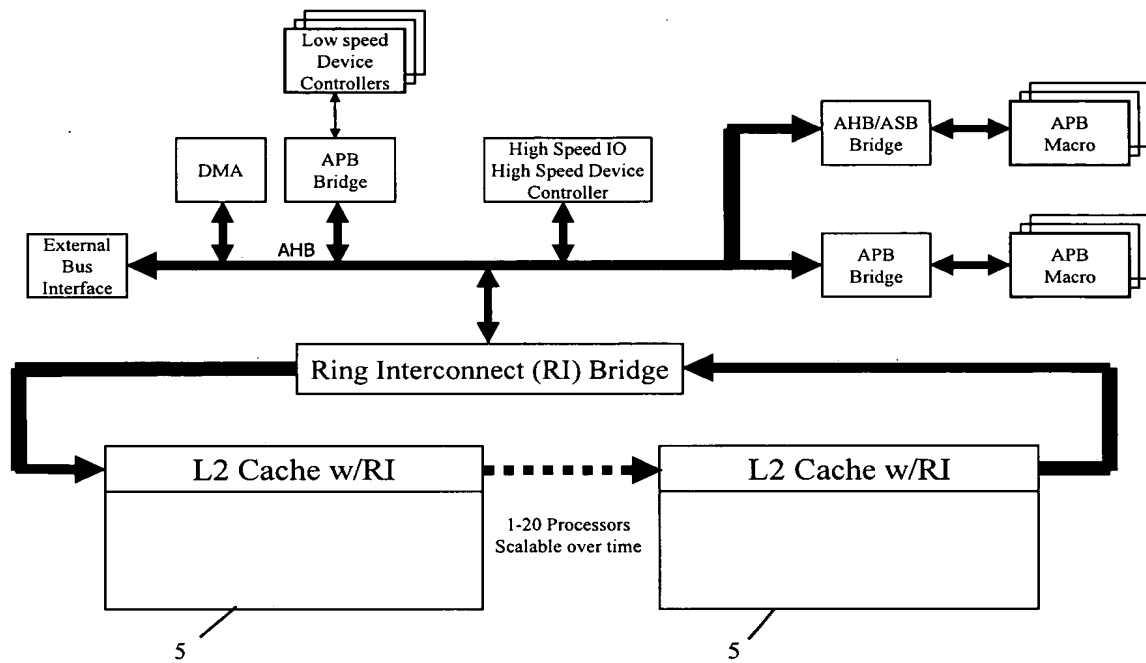 Low speed
Device
Controllers
DMA
APB
Bridge
High Speed IO
High Speed Device
Controller
AHB/ASB
Bridge
APB
Macro
External
Bus
Interface
AHB
APB
Bridge
APB
Macro
Ring Interconnect (RI) Bridge
L2 Cache w/RI
L2 Cache w/RI
1-20 Processors
Scalable over time
5
5